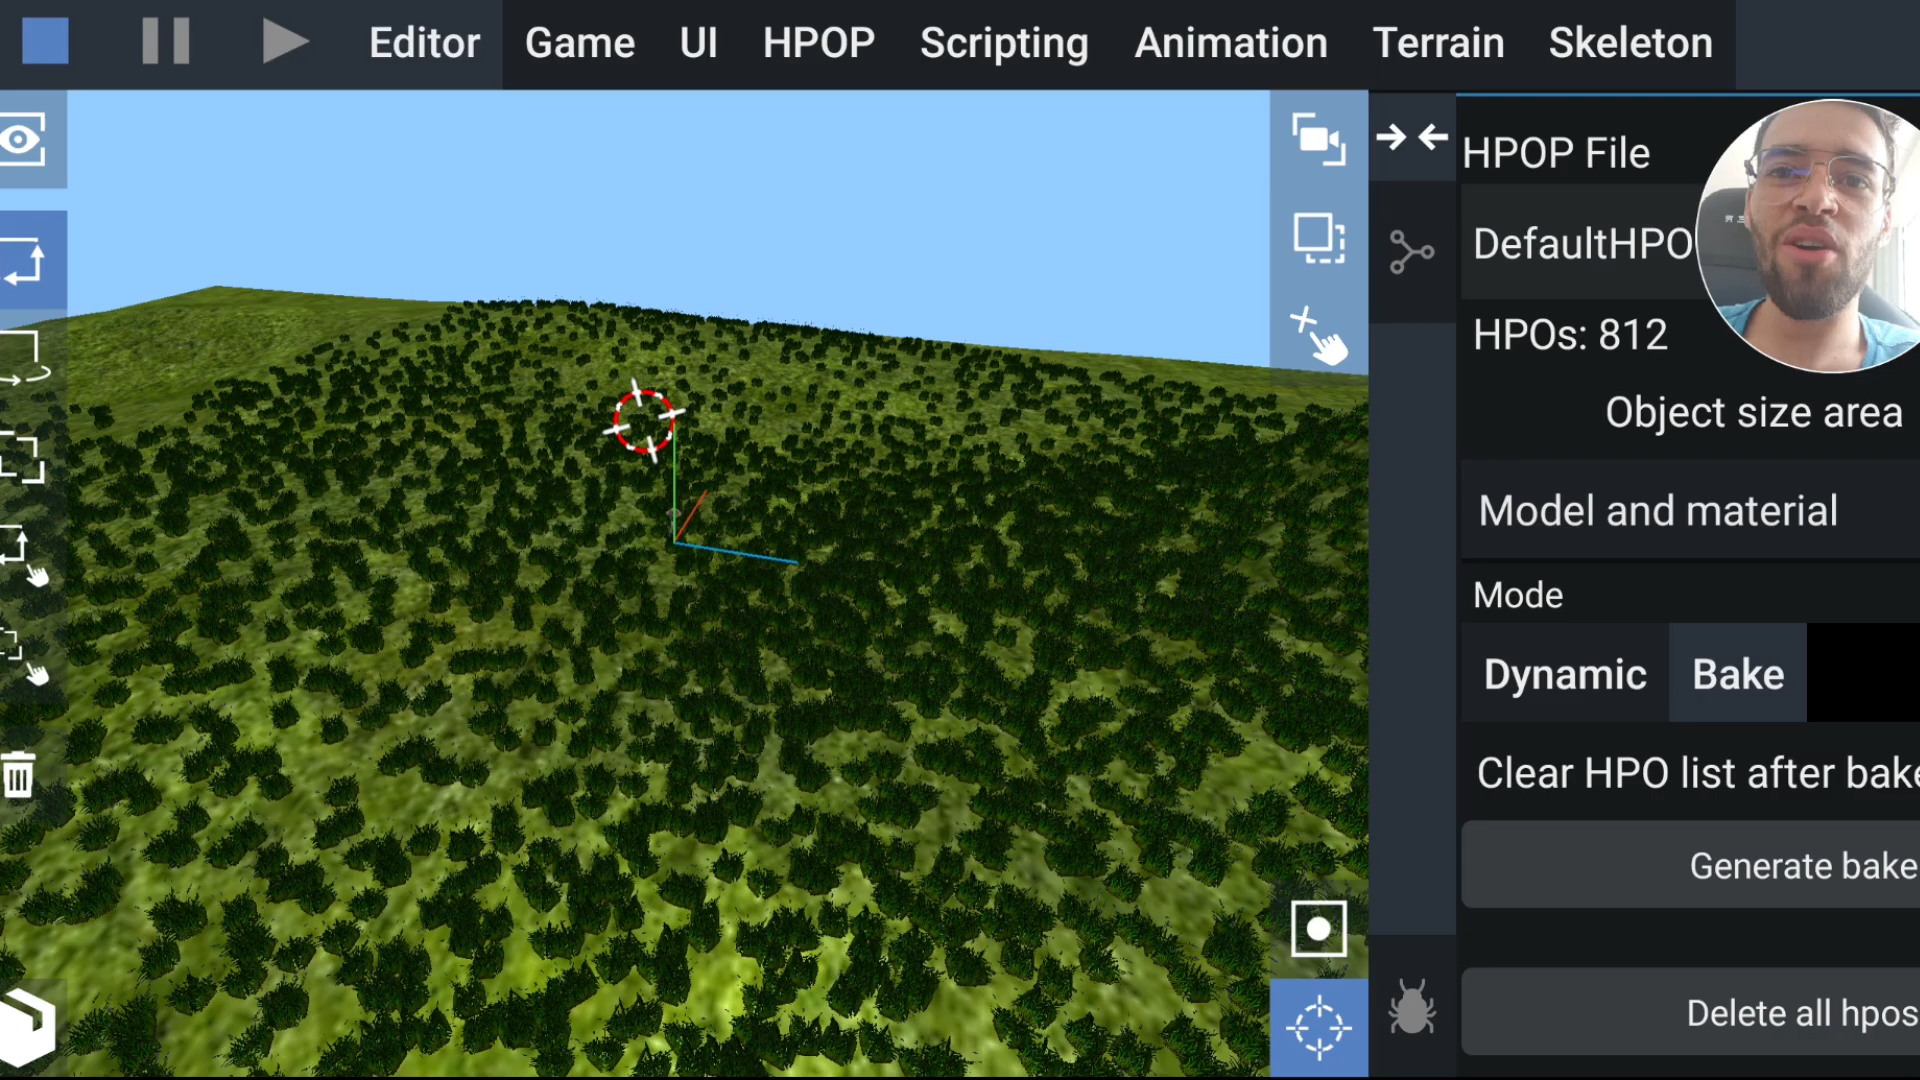 Editor Game UI HPOP Scripting Animation Terrain Skeleton
HPOP File
DefaultHPO
HPOs: 812
Object size area
Model and material
Mode
Dynamic Bake
Clear HPO list after bake
Generate bake
Delete all hpos